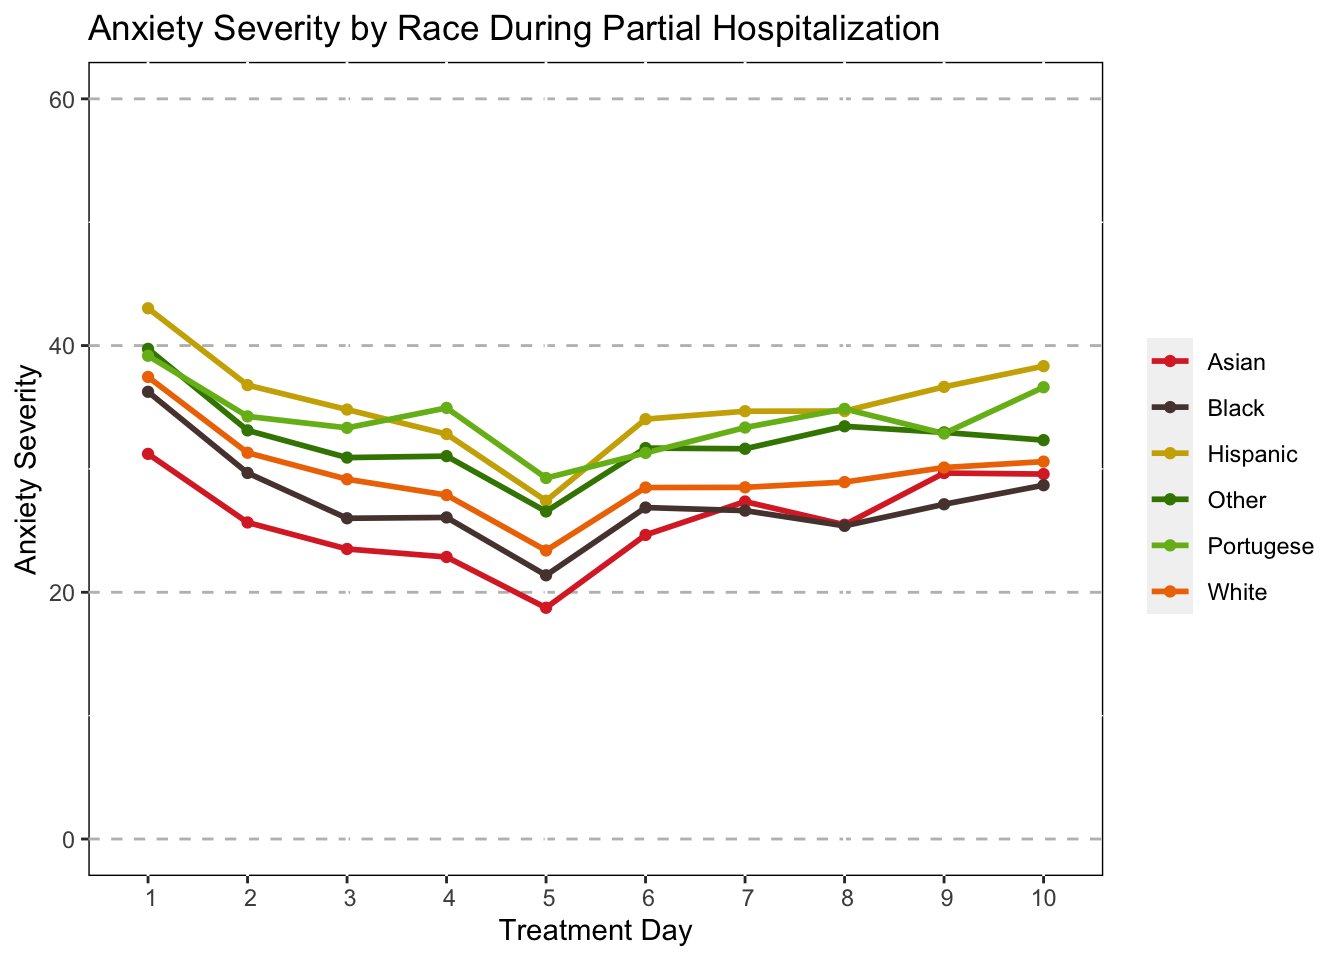 Anxiety Severity by Race During Partial Hospitalization
Anxiety Severity
60
40
20
0
1 2 3 4 5 6 7 8 9 10
Treatment Day
Asian
Black
Hispanic
Other
Portugese
White